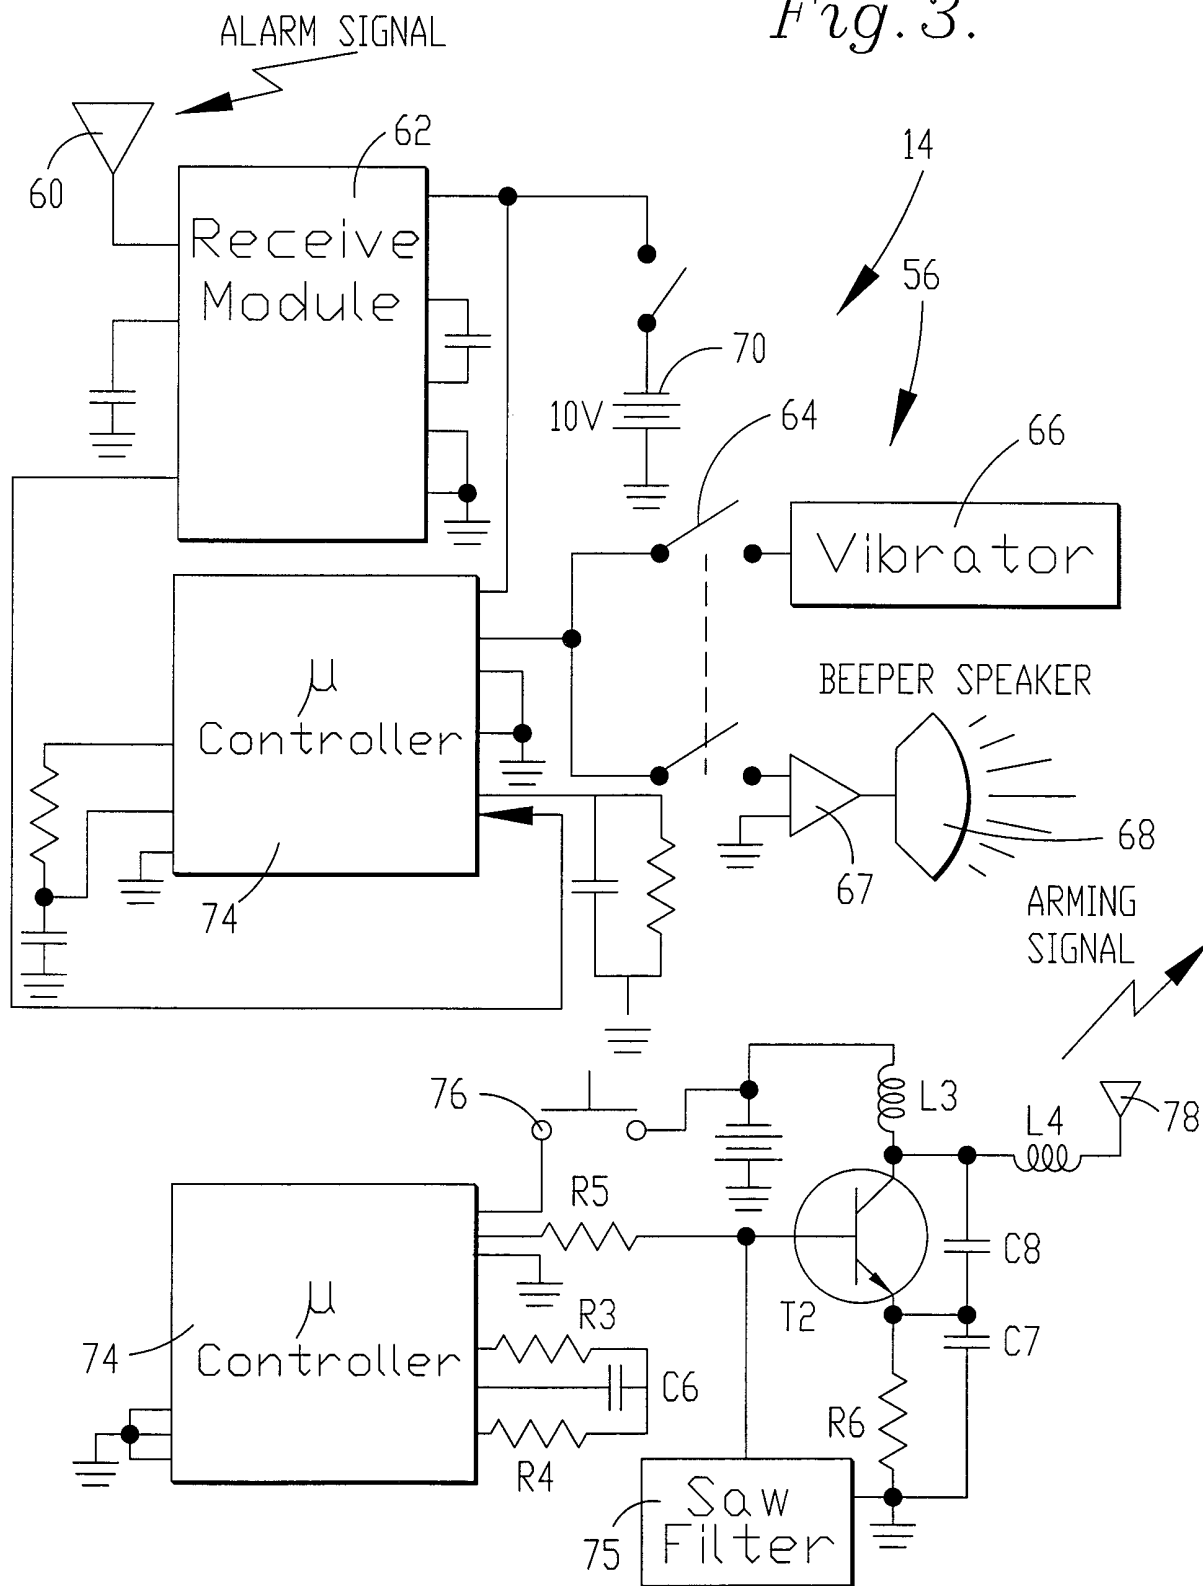 Fig. 3.
ALARM SIGNAL
60
62
14
Receive
Module
56
70
10V
64
66
Vibrator
BEEPER SPEAKER
µ
Controller
74
67
68
ARMING
SIGNAL
76
L3
L4
78
R5
C8
T2
µ
Controller
74
R3
C6
C7
R4
R6
Saw
Filter
75